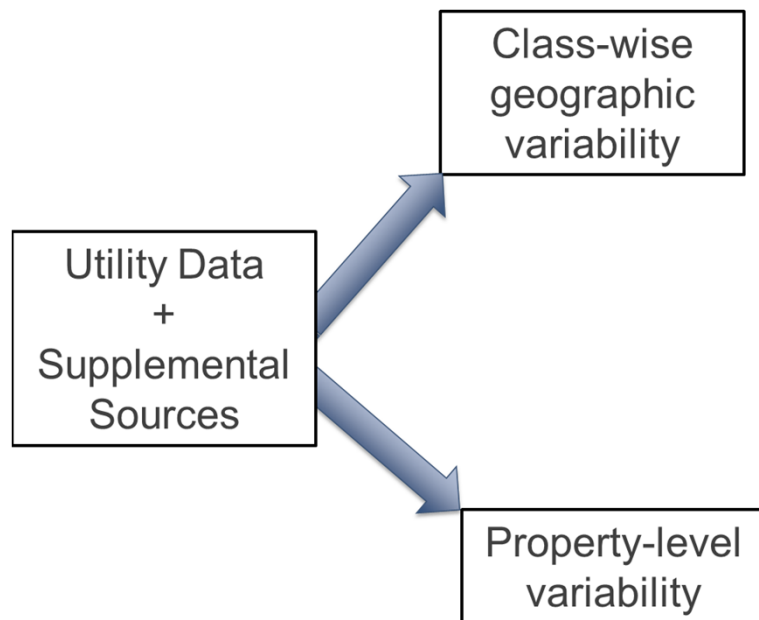 Class-wise
geographic
variability
Utility Data
+
Supplemental
Sources
Property-level
variability